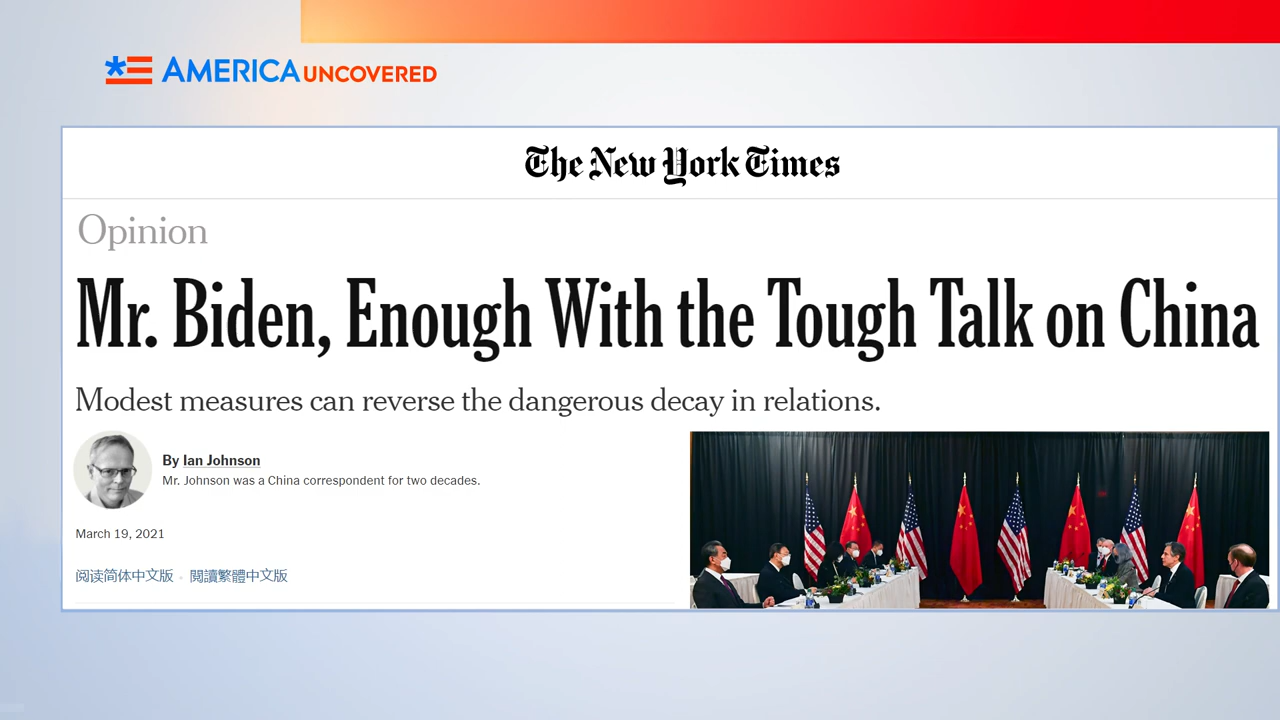 AMERICA UNCOVERED
The New York Times
Opinion
Mr. Biden, Enough With the Tough Talk on China
Modest measures can reverse the dangerous decay in relations.
By Ian Johnson
Mr. Johnson was a China correspondent for two decades.
March 19, 2021
阅读简体中文版 • 閱讀繁體中文版